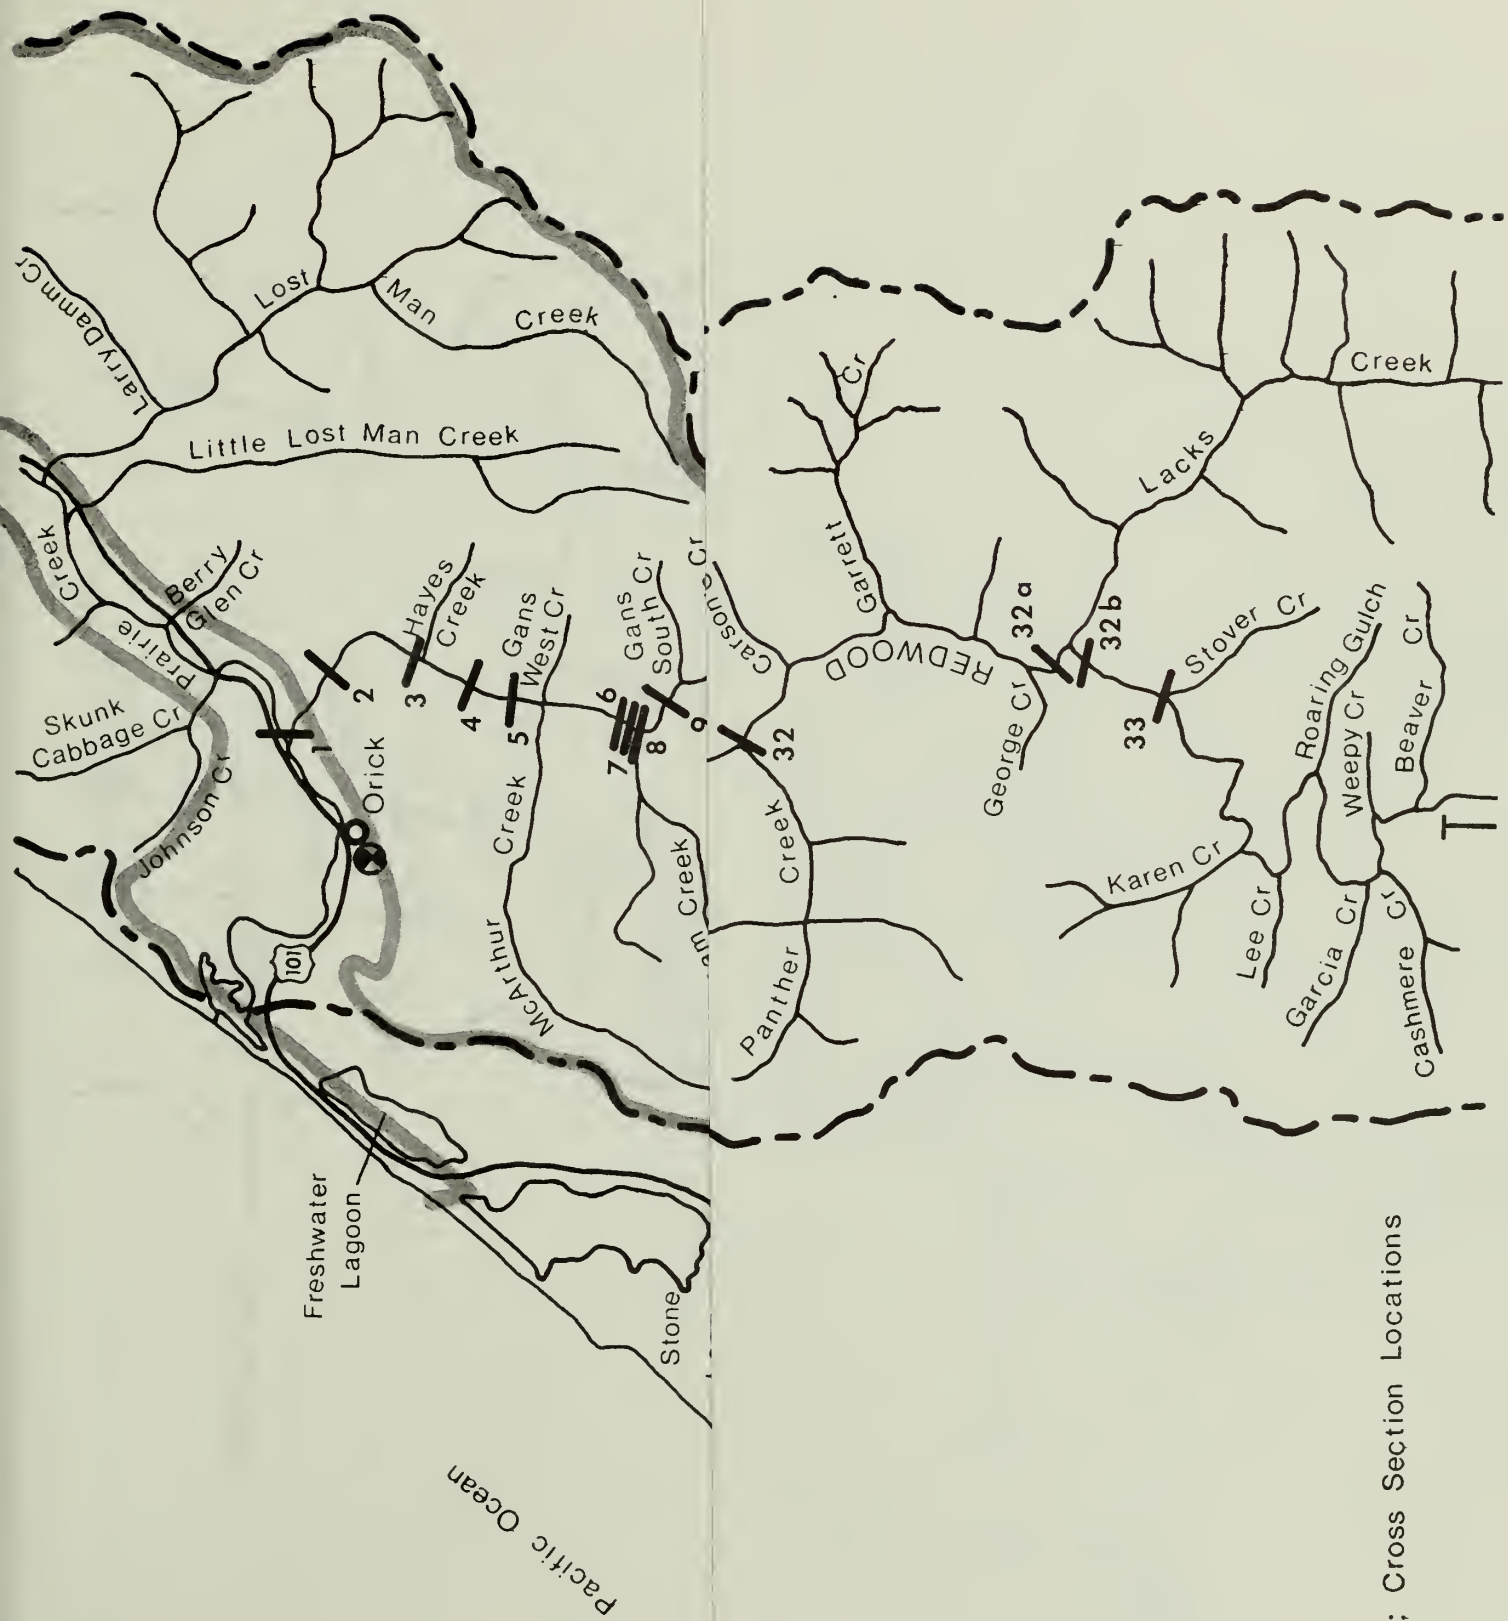 Larry Damm Cr
Lost
Man
Creek
Little Lost Man Creek
Creek
Prairie
Berry
Glen Cr
Skunk
Cabbage Cr
Johnson Cr
Orick
101
1
2
3
Hayes
Creek
4
5
Gans
West Cr
6
7
8
Gans
South Cr
9
McArthur
Creek
am Creek
Freshwater
Lagoon
Stone
Pacific Ocean
Carson Cr
32
Panther
Creek
Garrett
Cr
REDWOOD
George Cr
32a
32b
Lacks
Creek
33
Stover Cr
Karen Cr
Lee Cr
Roaring Gulch
Weepy Cr
Beaver Cr
Garcia Cr
Cashmere Cr
; Cross Section Locations